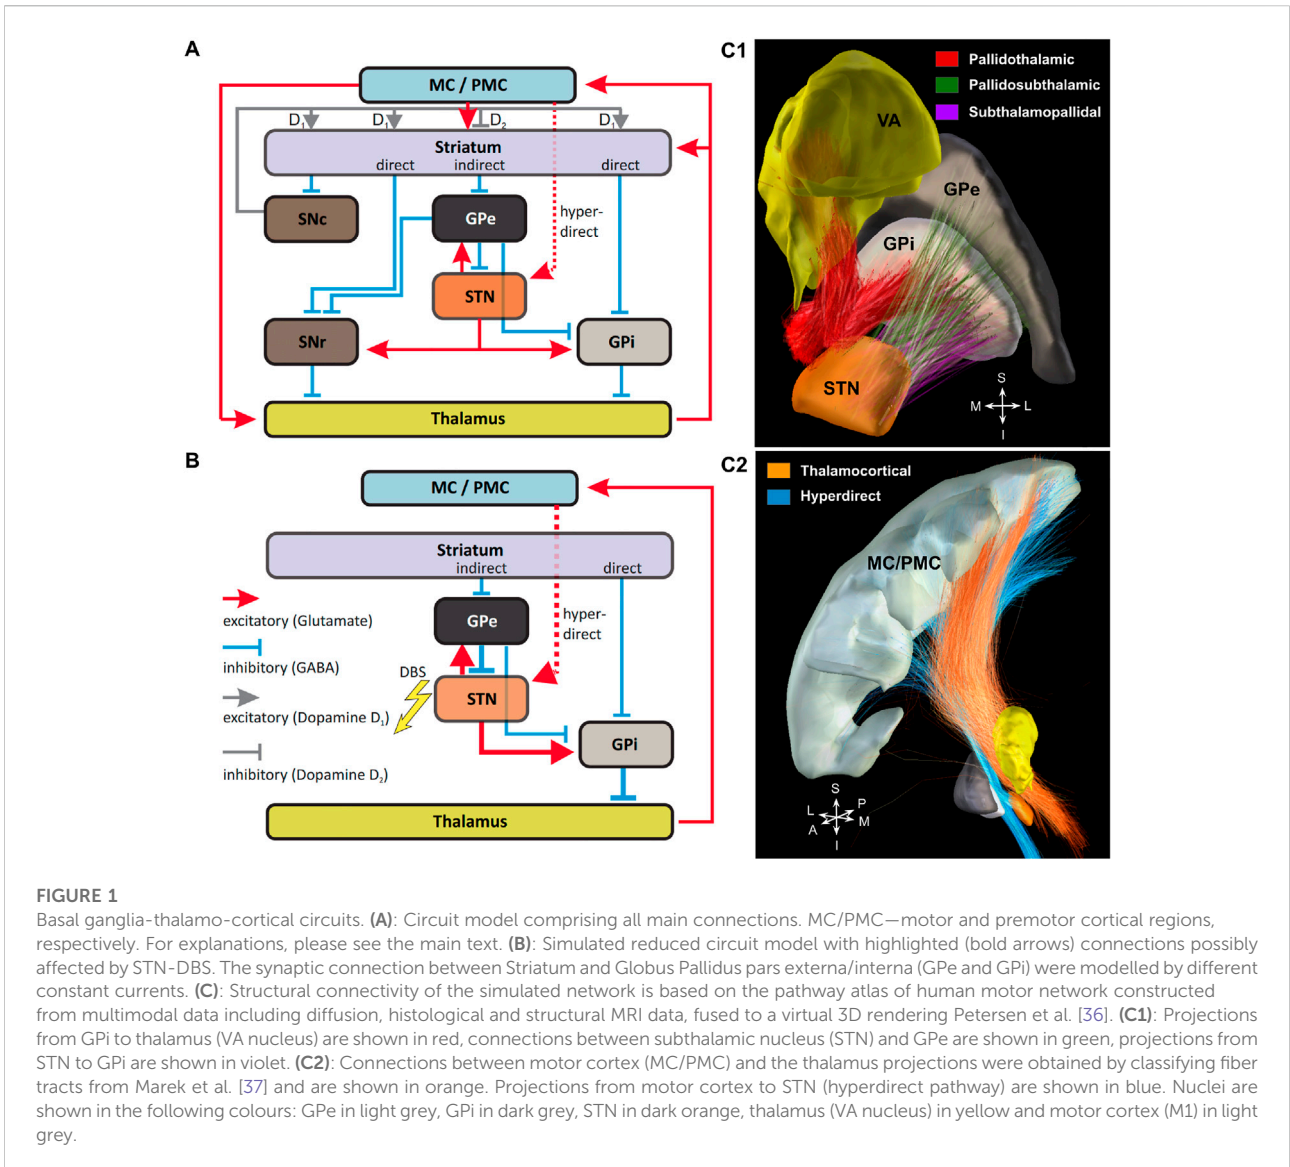 A
MC / PMC
D1
D1
D2
D1
Striatum
direct
indirect
direct
SNc
GPe
hyper-
direct
STN
SNr
GPi
Thalamus
B
MC / PMC
Striatum
indirect
direct
excitatory (Glutamate)
GPe
hyper-
direct
inhibitory (GABA)
DBS
STN
excitatory (Dopamine D1)
GPi
inhibitory (Dopamine D2)
Thalamus
C1
Pallidothalamic
Pallidosubthalamic
Subthalamopallidal
VA
GPe
GPi
STN
S
M
L
I
C2
Thalamocortical
Hyperdirect
MC/PMC
S
L
P
A
M
I
FIGURE 1
Basal ganglia-thalamo-cortical circuits. (A): Circuit model comprising all main connections. MC/PMC—motor and premotor cortical regions,
respectively. For explanations, please see the main text. (B): Simulated reduced circuit model with highlighted (bold arrows) connections possibly
affected by STN-DBS. The synaptic connection between Striatum and Globus Pallidus pars externa/interna (GPe and GPi) were modelled by different
constant currents. (C): Structural connectivity of the simulated network is based on the pathway atlas of human motor network constructed
from multimodal data including diffusion, histological and structural MRI data, fused to a virtual 3D rendering Petersen et al. [36]. (C1): Projections
from GPi to thalamus (VA nucleus) are shown in red, connections between subthalamic nucleus (STN) and GPe are shown in green, projections from
STN to GPi are shown in violet. (C2): Connections between motor cortex (MC/PMC) and the thalamus projections were obtained by classifying fiber
tracts from Marek et al. [37] and are shown in orange. Projections from motor cortex to STN (hyperdirect pathway) are shown in blue. Nuclei are
shown in the following colours: GPe in light grey, GPi in dark grey, STN in dark orange, thalamus (VA nucleus) in yellow and motor cortex (M1) in light
grey.